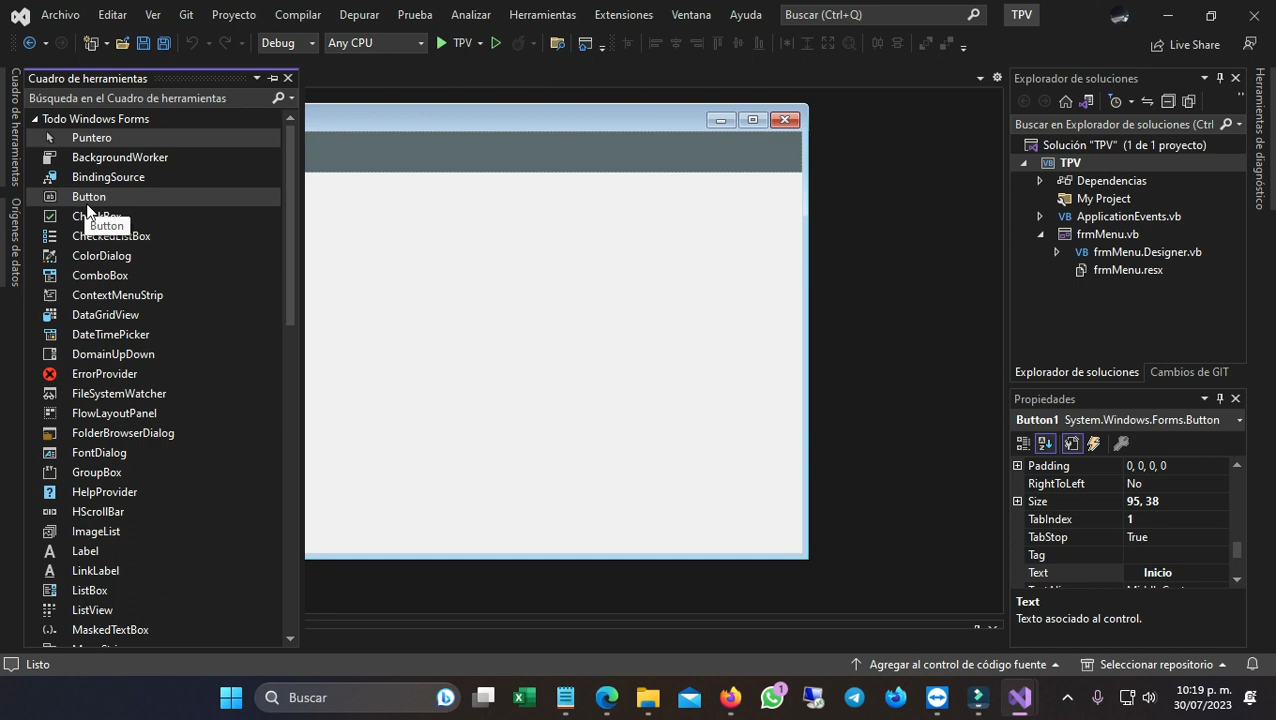 Archivo Editar Ver Git Proyecto Compilar Depurar Prueba Analizar Herramientas Extensiones Ventana Ayuda Buscar (Ctrl+Q) TPV
Debug Any CPU TPV Live Share
Cuadro de herramientas
Orígenes de datos
Cuadro de herramientas
Búsqueda en el Cuadro de herramientas
Todo Windows Forms
Puntero
BackgroundWorker
BindingSource
Button
Button
CheckedListBox
ColorDialog
ComboBox
ContextMenuStrip
DataGridView
DateTimePicker
DomainUpDown
ErrorProvider
FileSystemWatcher
FlowLayoutPanel
FolderBrowserDialog
FontDialog
GroupBox
HelpProvider
HScrollBar
ImageList
Label
LinkLabel
ListBox
ListView
MaskedTextBox
Explorador de soluciones
Buscar en Explorador de soluciones (Ctrl
Solución "TPV" (1 de 1 proyecto)
TPV
Dependencias
My Project
ApplicationEvents.vb
frmMenu.vb
frmMenu.Designer.vb
frmMenu.resx
Explorador de soluciones Cambios de GIT
Propiedades
Button1 System.Windows.Forms.Button
Padding 0, 0, 0, 0
RightToLeft No
Size 95, 38
TabIndex 1
TabStop True
Tag
Text Inicio
Text
Texto asociado al control.
Herramientas de diagnóstico
Listo Agregar al control de código fuente Seleccionar repositorio
Buscar
1
10:19 p. m.
30/07/2023